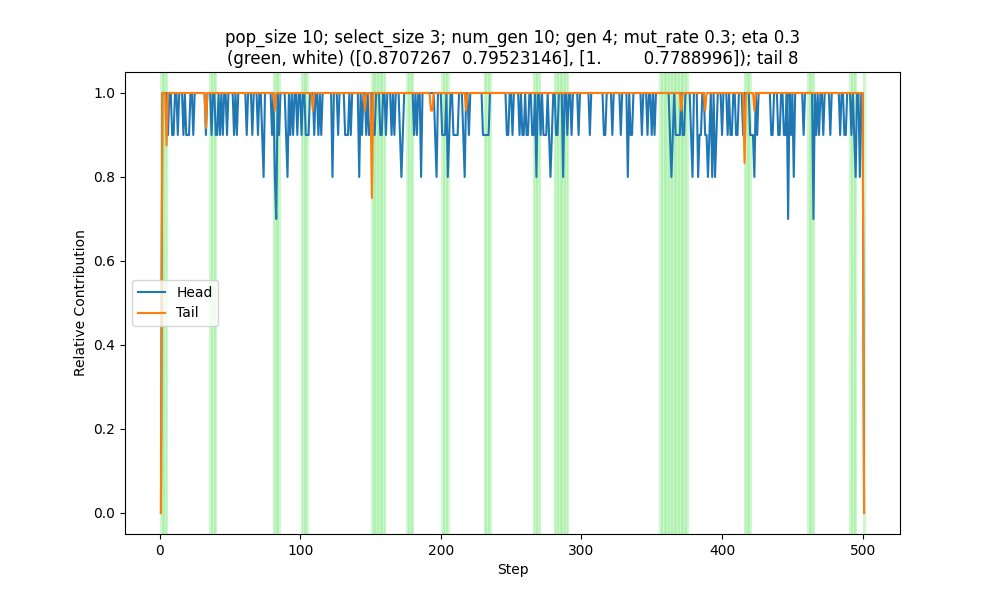 pop_size 10; select_size 3; num_gen 10; gen 4; mut_rate 0.3; eta 0.3
(green, white) ([0.8707267  0.79523146], [1.        0.7788996]); tail 8
1.0
0.8
0.6
0.4
0.2
0.0
Relative Contribution
Head
Tail
0
100
200
300
400
500
Step